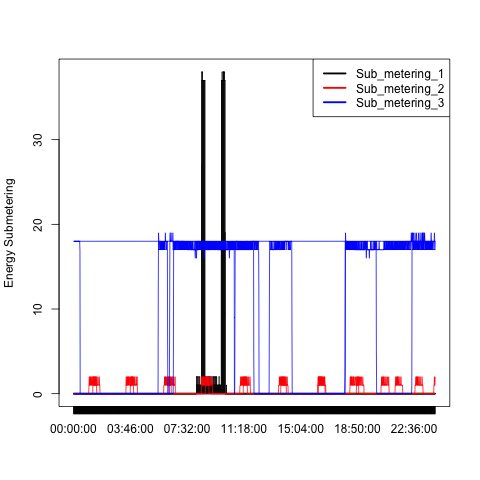 Sub_metering_1
Sub_metering_2
Sub_metering_3
Energy Submetering
30
20
10
0
00:00:00 03:46:00 07:32:00 11:18:00 15:04:00 18:50:00 22:36:00